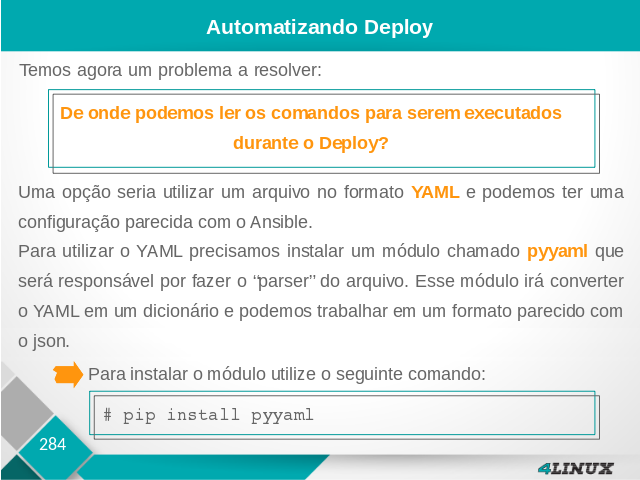 Automatizando Deploy
Temos agora um problema a resolver:
De onde podemos ler os comandos para serem executados
durante o Deploy?
Uma opção seria utilizar um arquivo no formato YAML e podemos ter uma
configuração parecida com o Ansible.
Para utilizar o YAML precisamos instalar um módulo chamado pyyaml que
será responsável por fazer o “parser” do arquivo. Esse módulo irá converter
o YAML em um dicionário e podemos trabalhar em um formato parecido com
o json.
Para instalar o módulo utilize o seguinte comando:
# pip install pyyaml
284
4LINUX